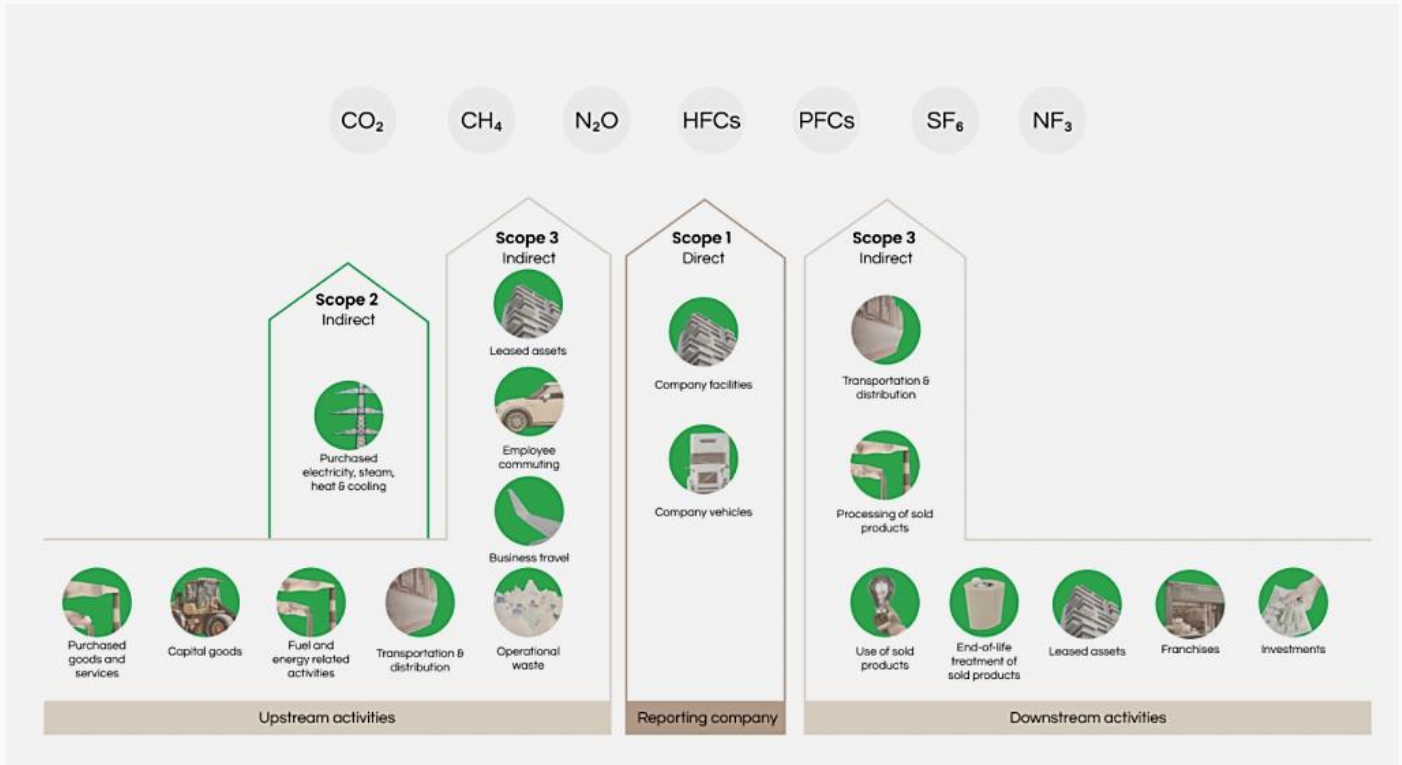 CO₂
CH₄
N₂O
HFCs
PFCs
SF₆
NF₃
Scope 2
Indirect
Purchased
electricity, steam,
heat & cooling
Scope 3
Indirect
Leased assets
Employee
commuting
Business travel
Operational
waste
Purchased
goods and
services
Capital goods
Fuel and
energy related
activities
Transportation &
distribution
Upstream activities
Scope 1
Direct
Company facilities
Company vehicles
Reporting company
Scope 3
Indirect
Transportation &
distribution
Processing of sold
products
Use of sold
products
End-of-life
treatment of
sold products
Leased assets
Franchises
Investments
Downstream activities